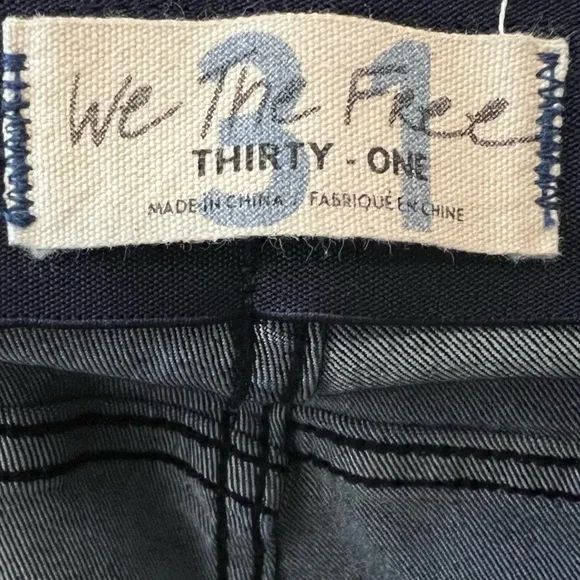 We The Free
31
THIRTY - ONE
MADE IN CHINA / FABRIQUÉ EN CHINE